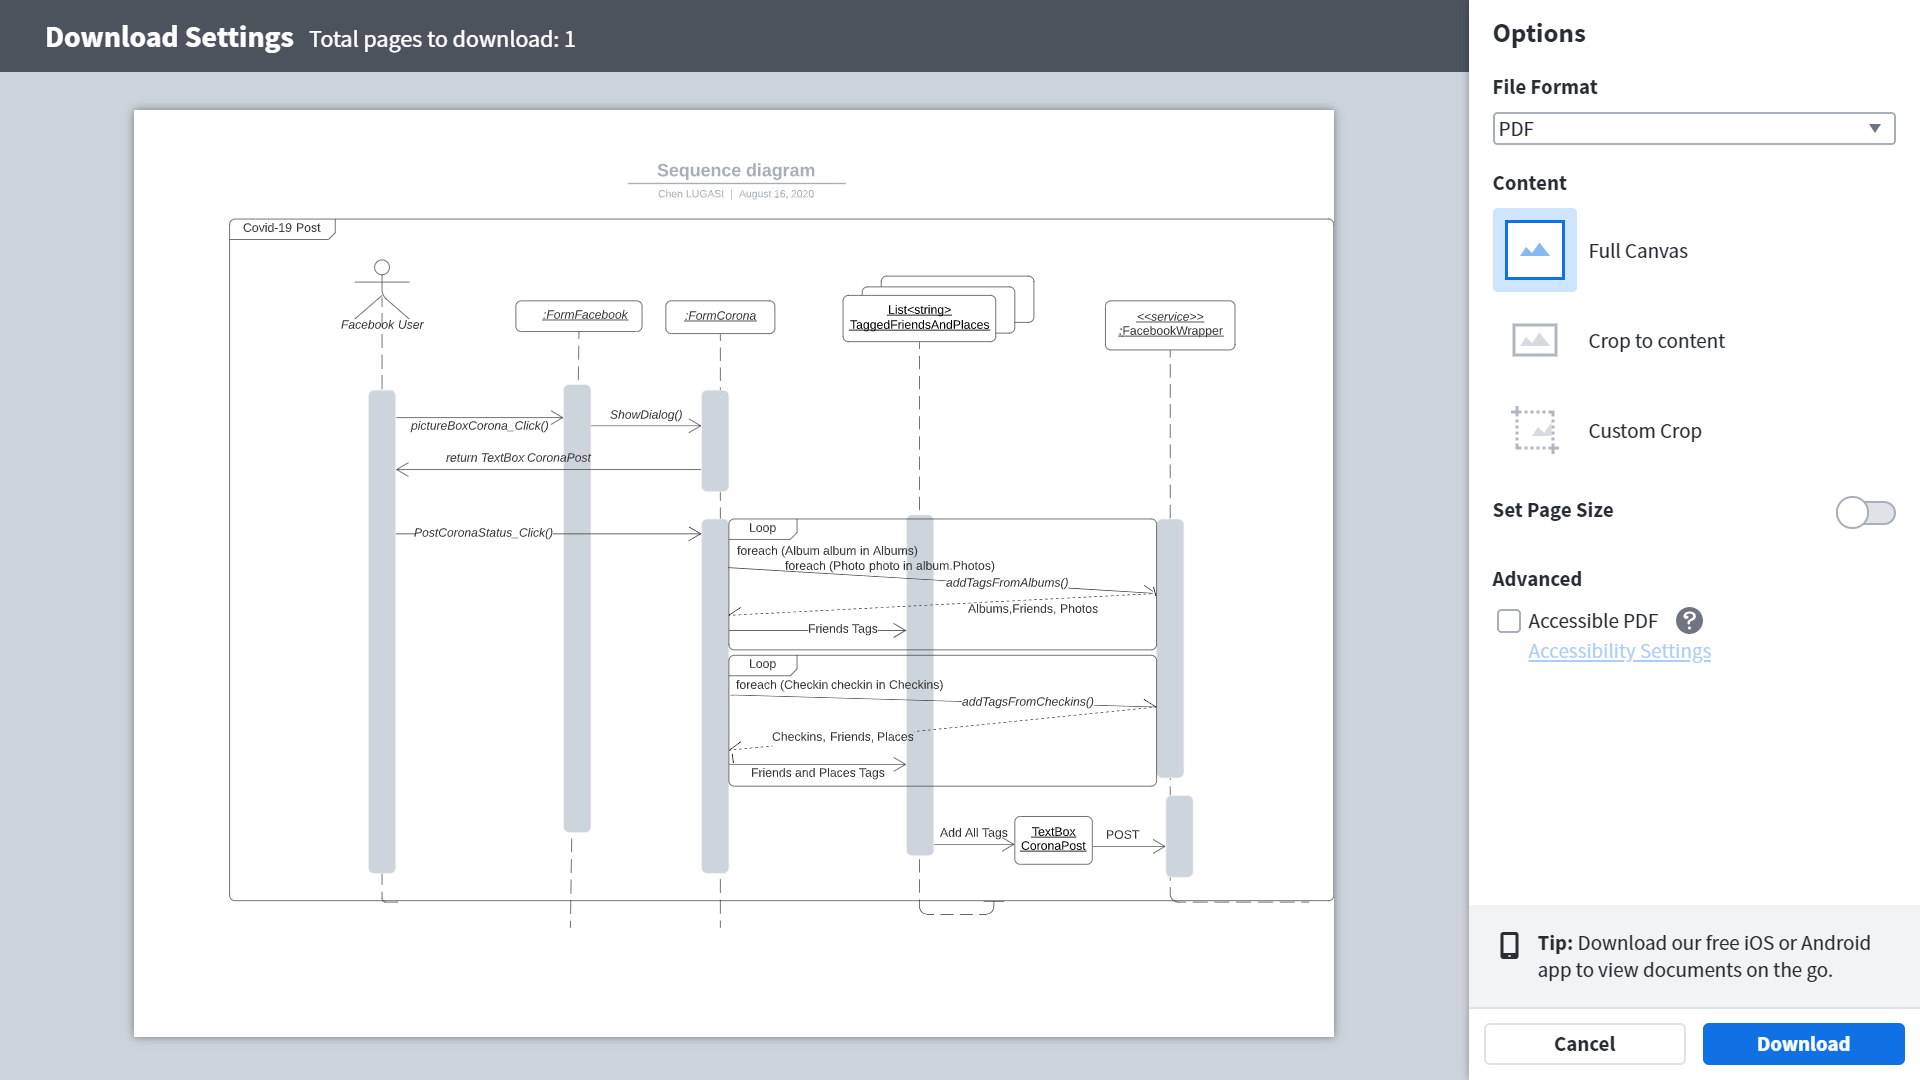 Download Settings Total pages to download: 1
Sequence diagram
Chen LUGASI | August 16, 2020
Covid-19 Post
Facebook User
:FormFacebook
:FormCorona
List<string>
TaggedFriendsAndPlaces
<<service>>
:FacebookWrapper
pictureBoxCorona_Click()
ShowDialog()
return TextBox CoronaPost
PostCoronaStatus_Click()
Loop
foreach (Album album in Albums)
foreach (Photo photo in album.Photos)
addTagsFromAlbums()
Albums,Friends, Photos
Friends Tags
Loop
foreach (Checkin checkin in Checkins)
addTagsFromCheckins()
Checkins, Friends, Places
Friends and Places Tags
Add All Tags
TextBox
CoronaPost
POST
Options
File Format
PDF
Content
Full Canvas
Crop to content
Custom Crop
Set Page Size
Advanced
Accessible PDF ?
Accessibility Settings
Tip: Download our free iOS or Android
app to view documents on the go.
Cancel Download